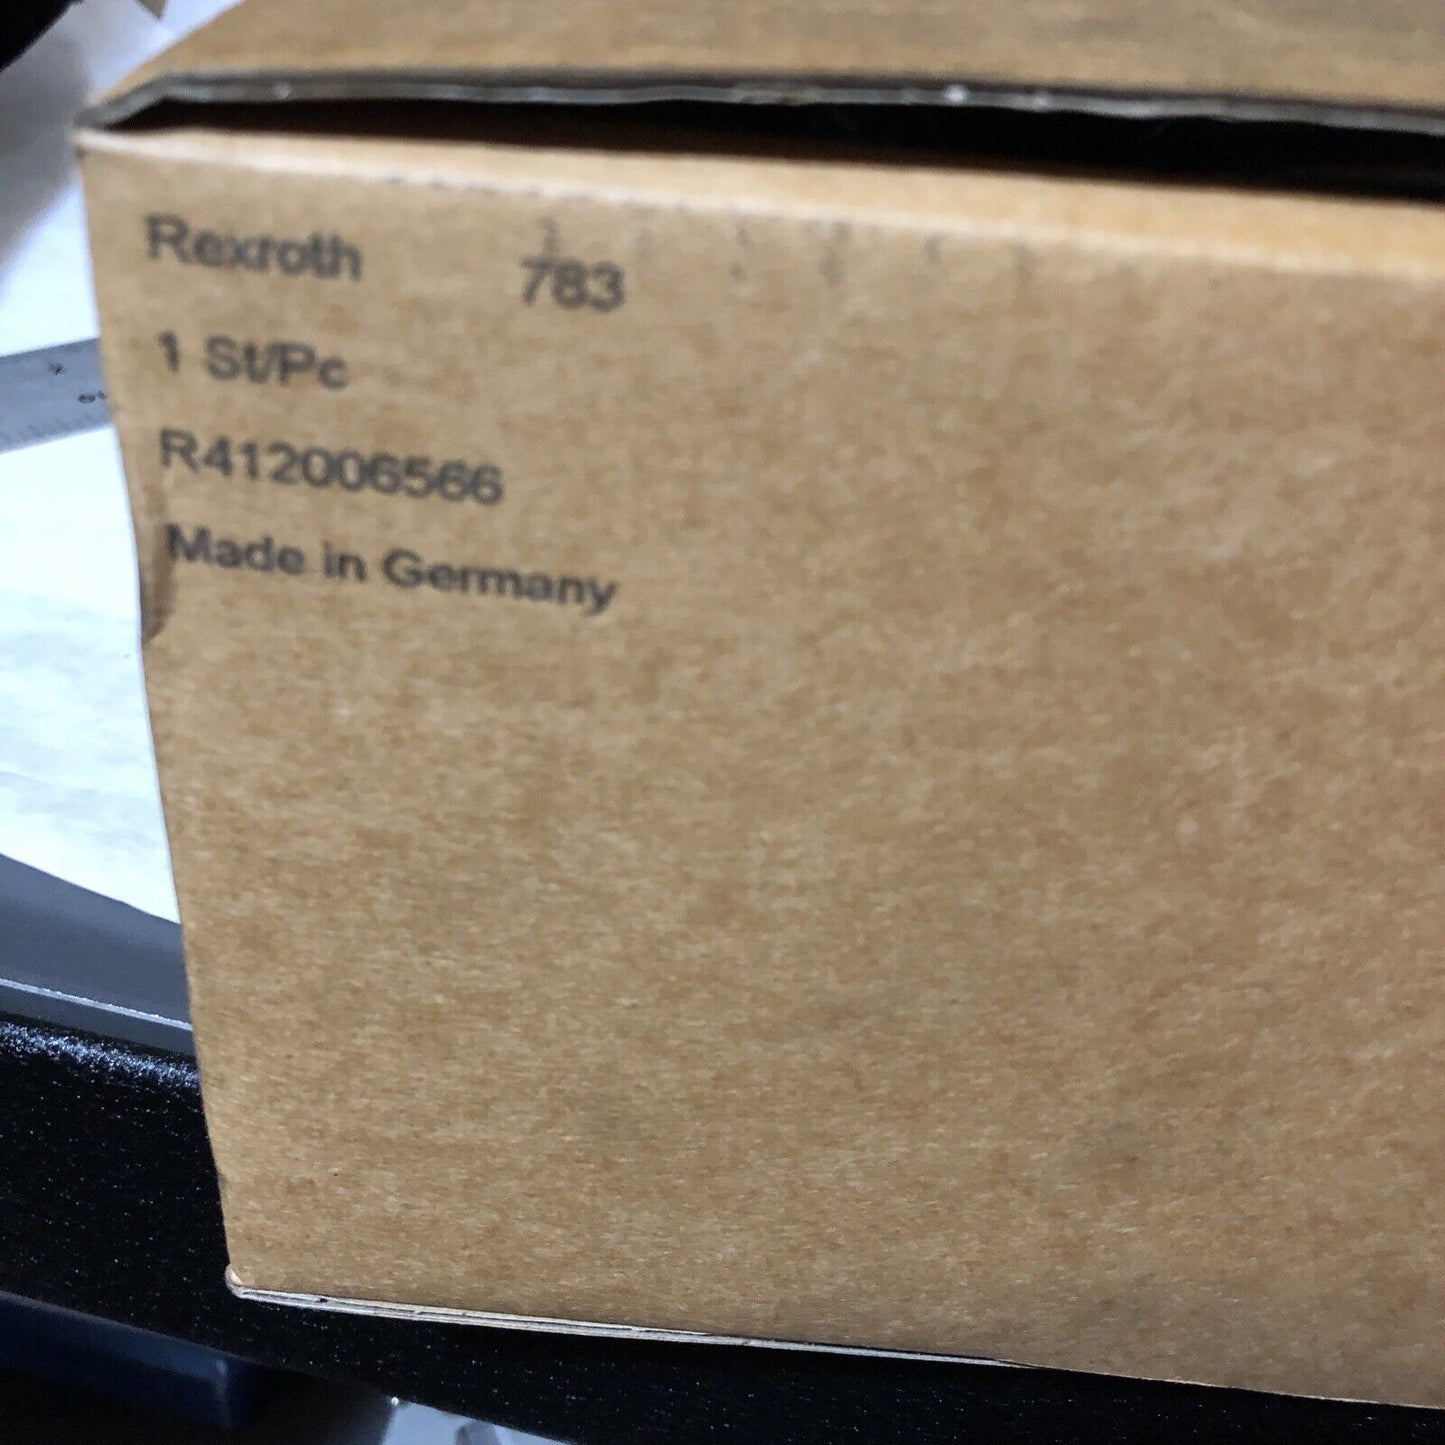 Rexroth 783
1 St/Pc
R412006566
Made in Germany